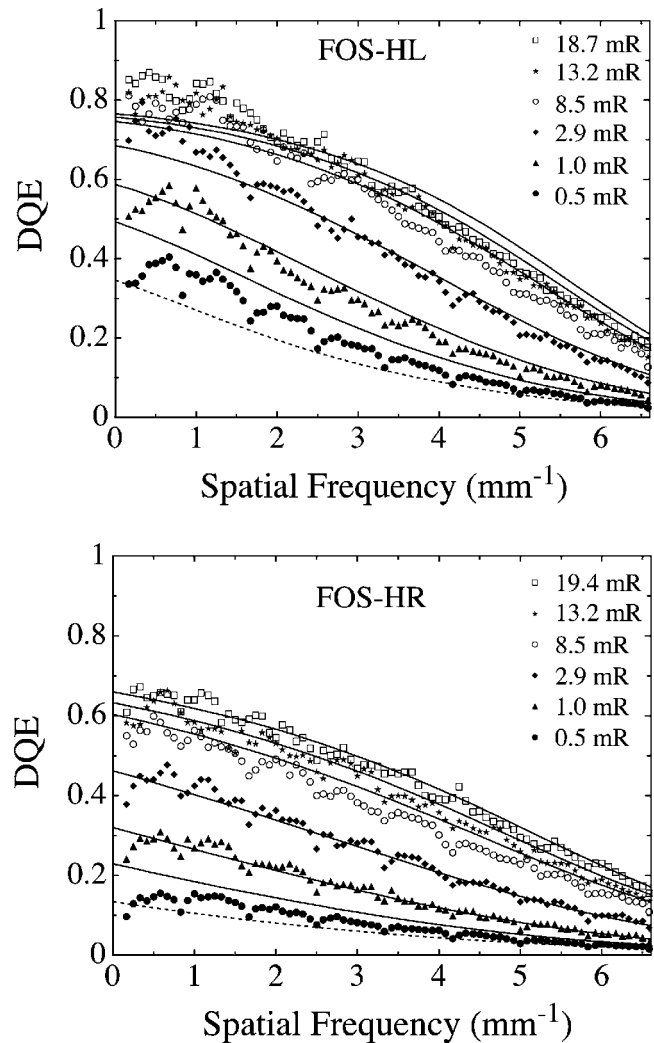 FOS-HL
18.7 mR
13.2 mR
8.5 mR
2.9 mR
1.0 mR
0.5 mR
1
0.8
0.6
0.4
0.2
0
DQE
0 1 2 3 4 5 6
Spatial Frequency (mm⁻¹)
FOS-HR
19.4 mR
13.2 mR
8.5 mR
2.9 mR
1.0 mR
0.5 mR
1
0.8
0.6
0.4
0.2
0
DQE
0 1 2 3 4 5 6
Spatial Frequency (mm⁻¹)